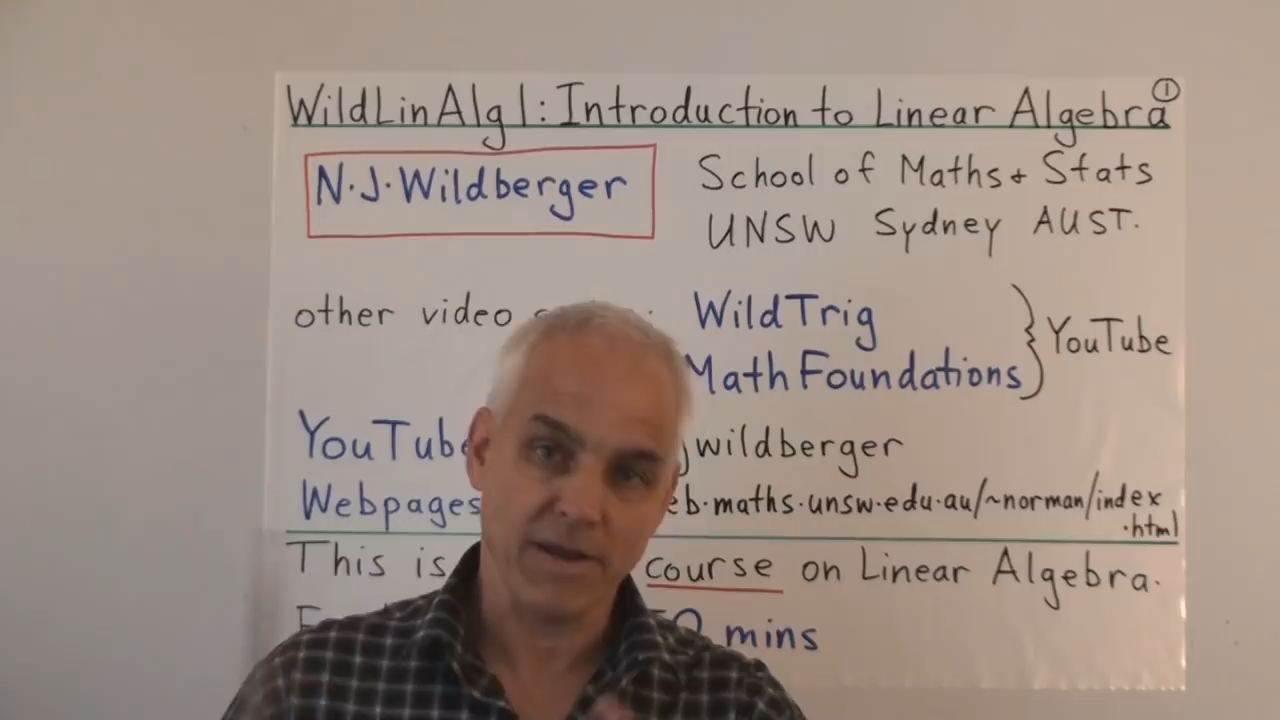 WildLinAlg1: Introduction to Linear Algebra
①
N.J.Wildberger
School of Maths + Stats
UNSW Sydney AUST.
other video
WildTrig
MathFoundations
YouTube
YouTube
wildberger
Webpages
b.maths.unsw.edu.au/~norman/index
.html
This is course on Linear Algebra.
mins